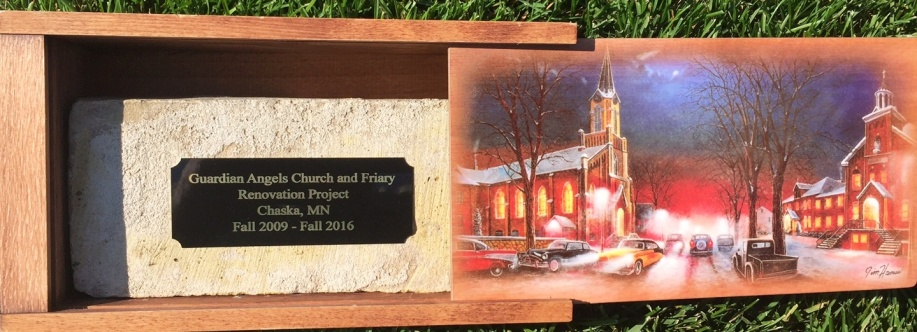 Guardian Angels Church and Friary
Renovation Project
Chaska, MN
Fall 2009 - Fall 2016